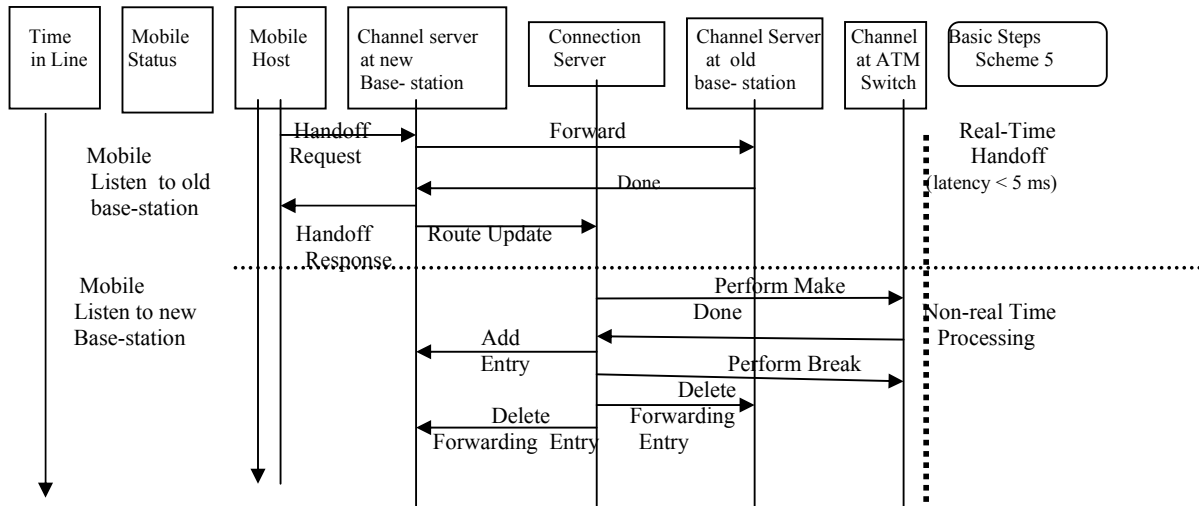 Time
in Line
Mobile
Status
Mobile
Host
Channel server
at new
Base- station
Connection
Server
Channel Server
at old
base-station
Channel
at ATM
Switch
Basic Steps
Scheme 5
Handoff
Request
Forward
Real-Time
Handoff
(latency < 5 ms)
Mobile
Listen to old
base-station
Done
Handoff
Response
Route Update
Mobile
Listen to new
Base-station
Perform Make
Done
Non-real Time
Processing
Add
Entry
Perform Break
Delete
Forwarding
Entry
Delete
Forwarding Entry